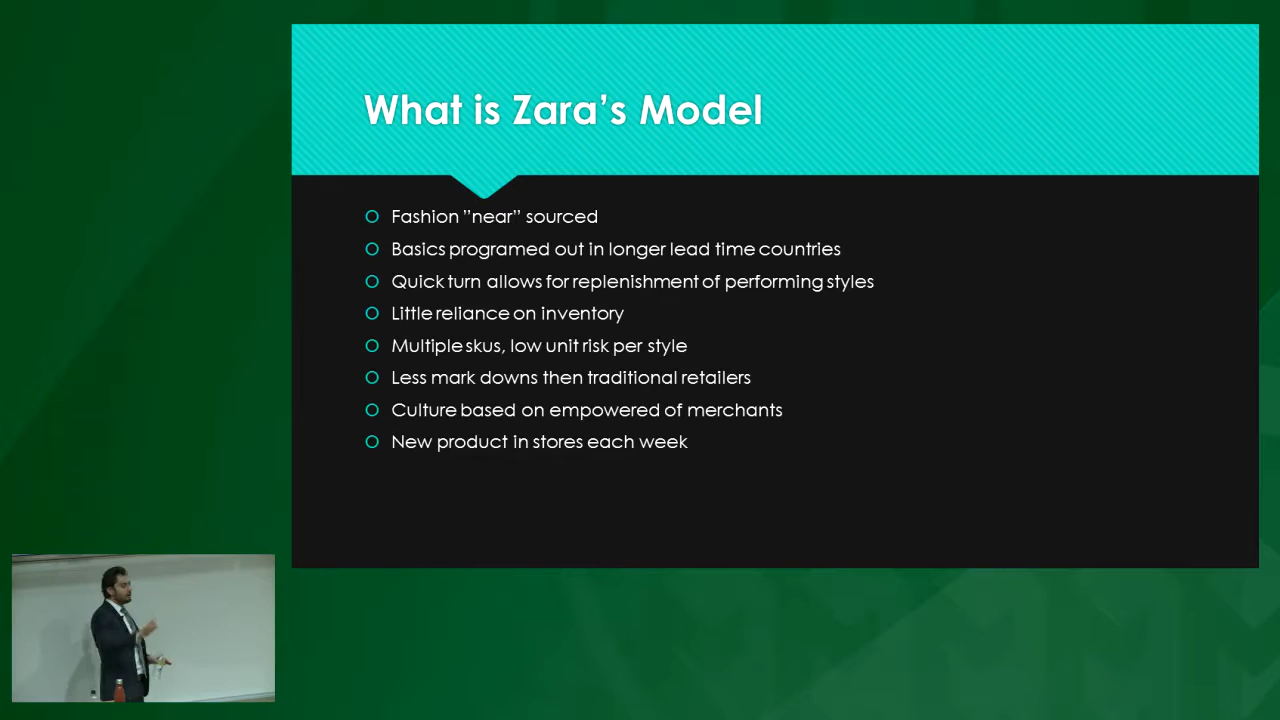 What is Zara's Model
Fashion "near" sourced
Basics programed out in longer lead time countries
Quick turn allows for replenishment of performing styles
Little reliance on inventory
Multiple skus, low unit risk per style
Less mark downs then traditional retailers
Culture based on empowered of merchants
New product in stores each week